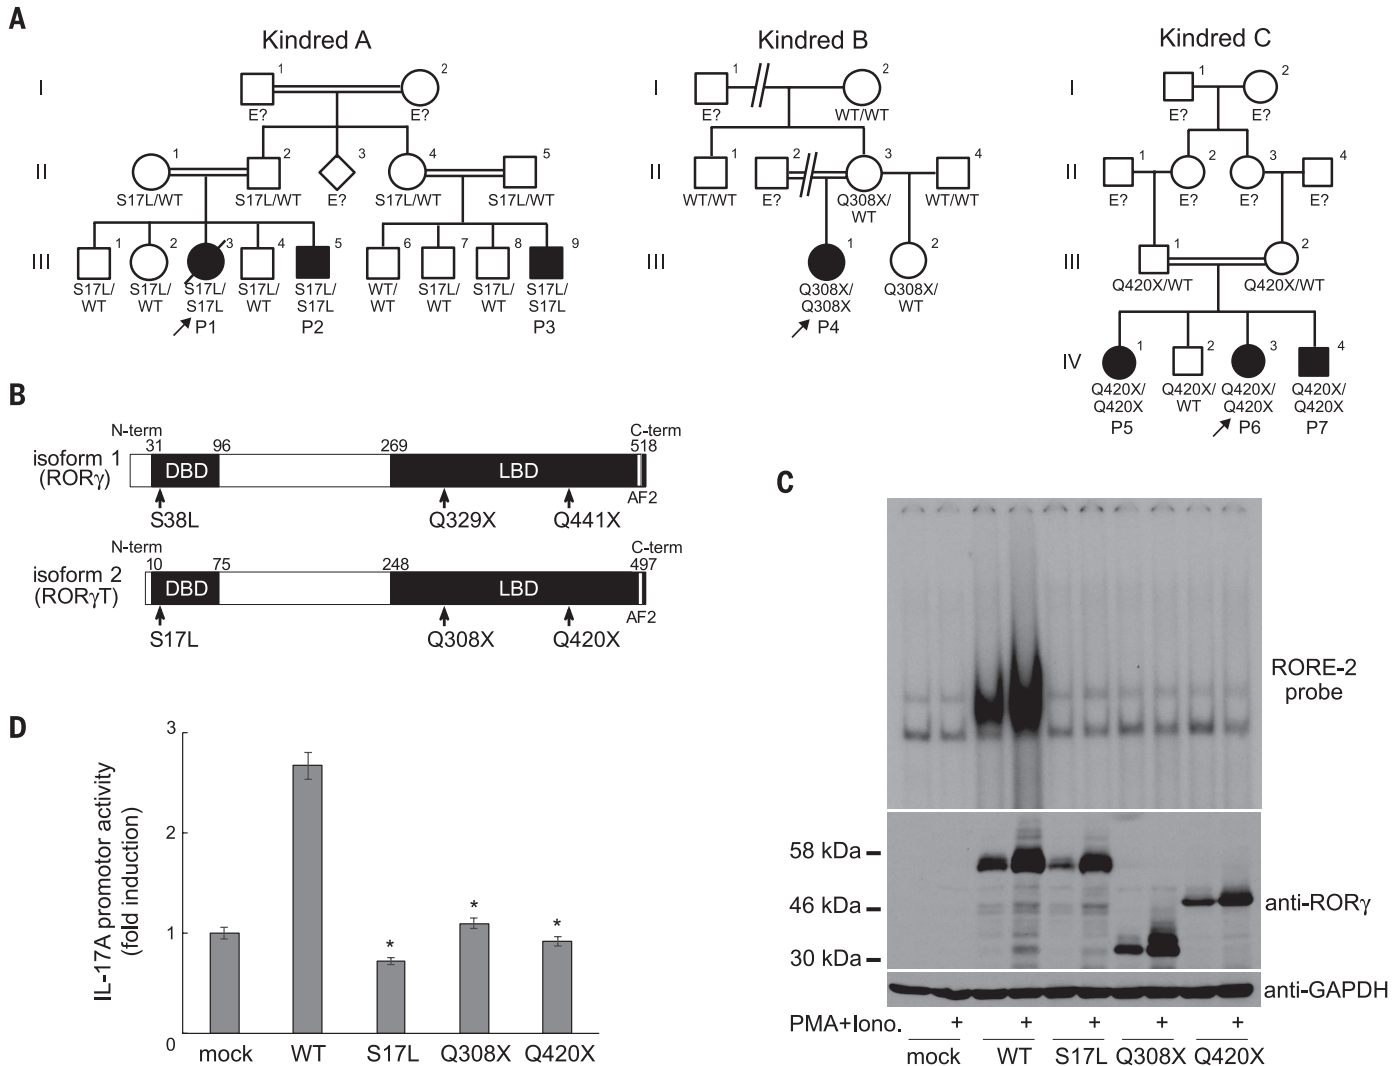 A
Kindred A
I
1
2
E?
E?
II
1
2
3
4
5
S17L/WT
S17L/WT
E?
S17L/WT
S17L/WT
III
1
2
3
4
5
6
7
8
9
S17L/
WT
S17L/
WT
S17L/
S17L
S17L/
WT
S17L/
S17L
WT/
WT
S17L/
WT
S17L/
WT
S17L/
S17L
P1
P2
P3
Kindred B
I
1
2
E?
WT/WT
II
1
2
3
4
WT/WT
E?
Q308X/
WT
WT/WT
III
1
2
Q308X/
Q308X
Q308X/
WT
P4
Kindred C
I
1
2
E?
E?
II
1
2
3
4
E?
E?
E?
E?
III
1
2
Q420X/WT
Q420X/WT
IV
1
2
3
4
Q420X/
Q420X
Q420X/
WT
Q420X/
Q420X
Q420X/
Q420X
P5
P6
P7
B
N-term
C-term
31
96
269
518
isoform 1
(RORγ)
DBD
LBD
AF2
S38L
Q329X
Q441X
N-term
C-term
10
75
248
497
isoform 2
(RORγT)
DBD
LBD
AF2
S17L
Q308X
Q420X
C
RORE-2
probe
58 kDa
46 kDa
30 kDa
anti-RORγ
anti-GAPDH
PMA+Iono.
+
+
+
+
+
mock
WT
S17L
Q308X
Q420X
D
IL-17A promotor activity
(fold induction)
3
2
1
0
*
*
*
mock
WT
S17L
Q308X
Q420X